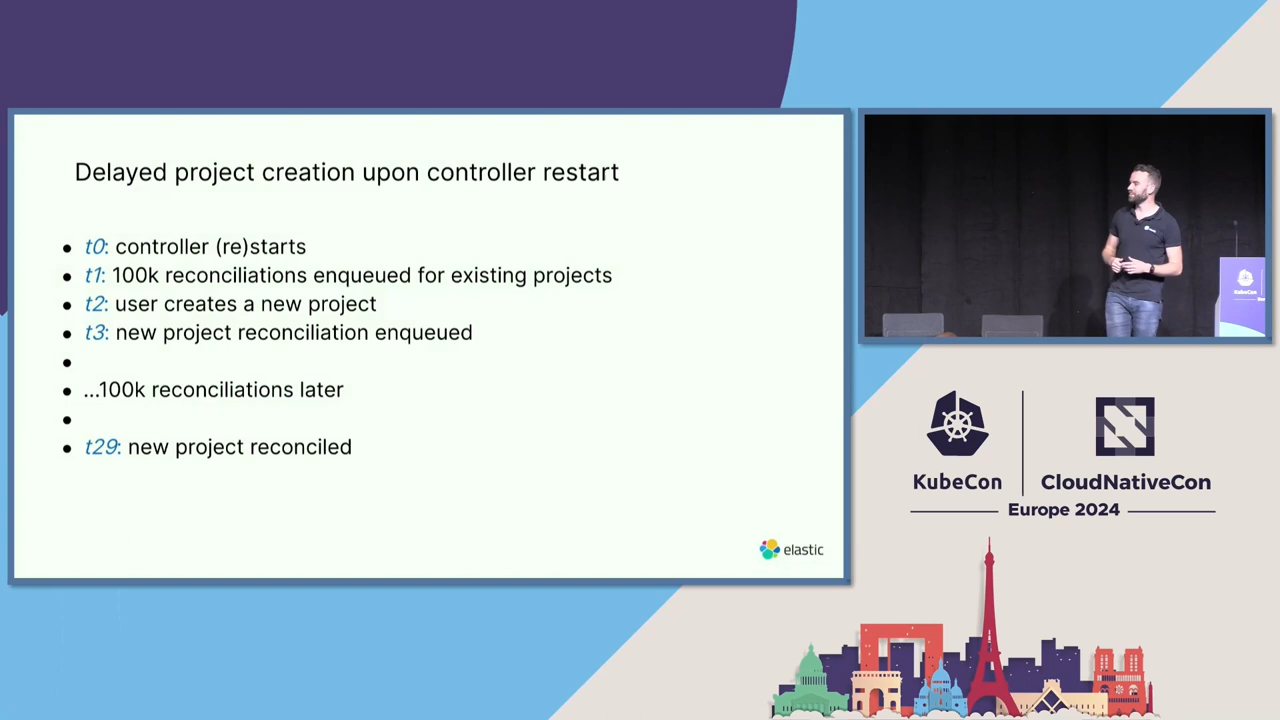 Delayed project creation upon controller restart
t0: controller (re)starts
t1: 100k reconciliations enqueued for existing projects
t2: user creates a new project
t3: new project reconciliation enqueued
...100k reconciliations later
t29: new project reconciled
elastic
KubeCon
KubeCon
CloudNativeCon
Europe 2024